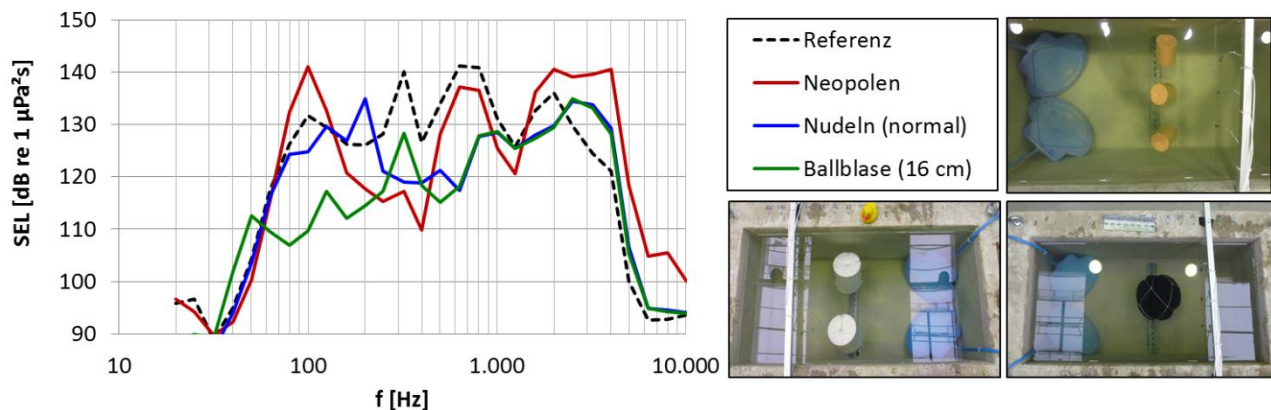 150
140
130
120
110
100
90
SEL [dB re 1 µPa²s]
10
100
1.000
10.000
f [Hz]
Referenz
Neopolen
Nudeln (normal)
Ballblase (16 cm)